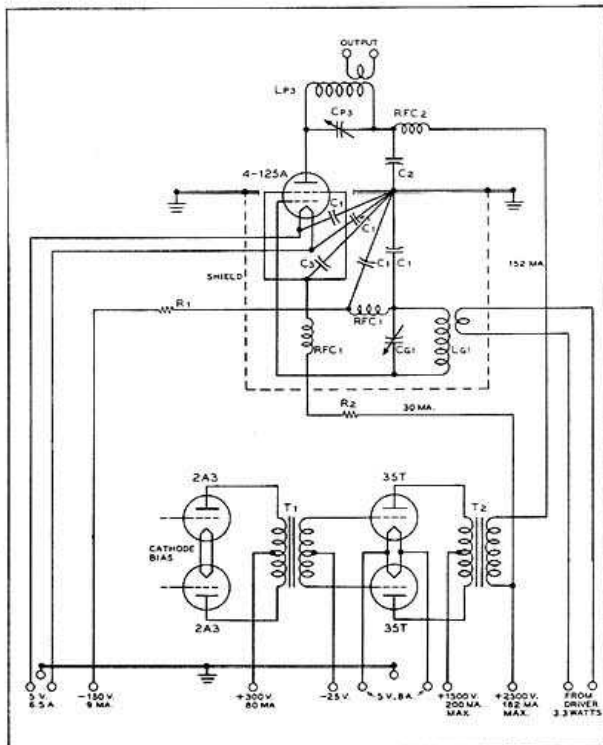 OUTPUT
LP3
CP3
RFC2
C2
4-125A
C1
C1
C3
C1
C1
SHIELD
152 MA.
R1
RFC1
RFC1
CG1
LG1
R2
30 MA.
2A3
35T
T1
T2
CATHODE
BIAS
2A3
35T
5 V.
6.5 A.
-150 V.
9 MA.
+300 V.
80 MA
-25 V.
5 V., 8 A.
+1500 V.
200 MA.
MAX.
+2500 V.
182 MA
MAX.
FROM
DRIVER
3.3 WATTS